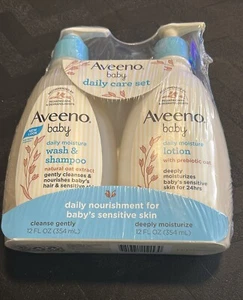 Aveeno
baby
daily care set
Aveeno
baby
daily moisture
wash &
shampoo
natural oat extract
gently cleanses &
nourishes baby's
hair & sensitive skin
Aveeno
baby
daily moisture
lotion
with prebiotic oat
deeply
moisturizes
baby's sensitive
skin for 24hrs
daily nourishment for
baby's sensitive skin
cleanse gently
12 FL OZ (354 mL)
deeply moisturize
12 FL OZ (354 mL)